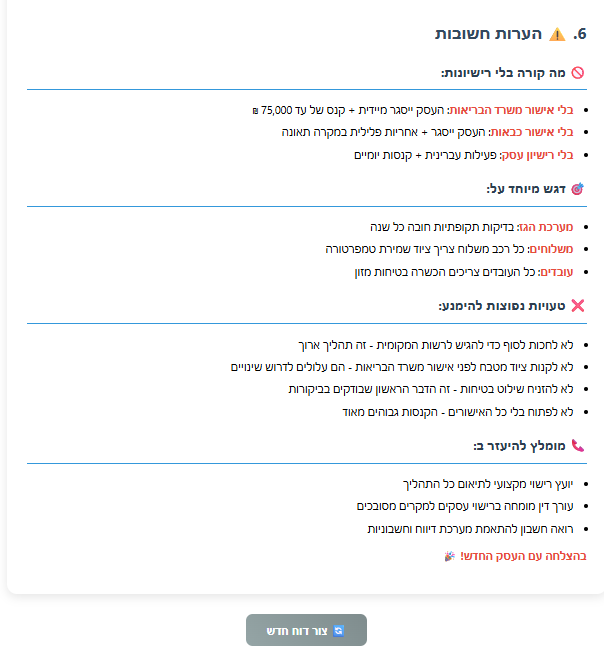 6. ⚠️ הערות חשובות
🚫 מה קורה בלי רישיונות:
• בלי אישור משרד הבריאות: העסק ייסגר מיידית + קנס של עד 75,000 ₪
• בלי אישור כבאות: העסק ייסגר + אחריות פלילית במקרה תאונה
• בלי רישיון עסק: פעילות עברינית + קנסות יומיים
🎯 דגש מיוחד על:
• מערכת הגז: בדיקות תקופתיות חובה כל שנה
• משלוחים: כל רכב משלוח צריך ציוד שמירת טמפרטורה
• עובדים: כל העובדים צריכים הכשרה בטיחות מזון
❌ טעויות נפוצות להימנע:
• לא לחכות לסוף כדי להגיש לרשות המקומית - זה תהליך ארוך
• לא לקנות ציוד מטבח לפני אישור משרד הבריאות - הם עלולים לדרוש שינויים
• לא להזניח שילוט בטיחות - זה הדבר הראשון שבודקים בביקורות
• לא לפתוח בלי כל האישורים - הקנסות גבוהים מאוד
📞 מומלץ להיעזר ב:
• יועץ רישוי מקצועי לתיאום כל התהליך
• עורך דין מומחה ברישוי עסקים למקרים מסובכים
• רואה חשבון להתאמת מערכת דיווח וחשבוניות
בהצלחה עם העסק החדש! 🎉
🔄 צור דוח חדש